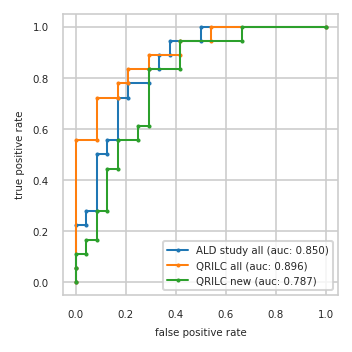 1.0
0.8
0.6
0.4
0.2
0.0
true positive rate
ALD study all (auc: 0.850)
QRILC all (auc: 0.896)
QRILC new (auc: 0.787)
0.0 0.2 0.4 0.6 0.8 1.0
false positive rate